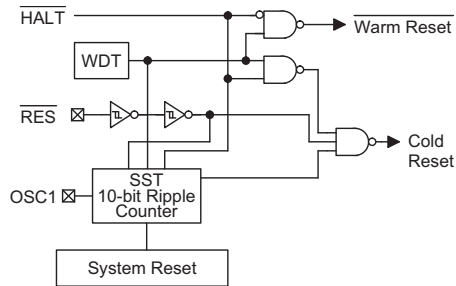 HALT
Warm Reset
WDT
RES
Cold
Reset
SST
10-bit Ripple
Counter
OSC1
System Reset